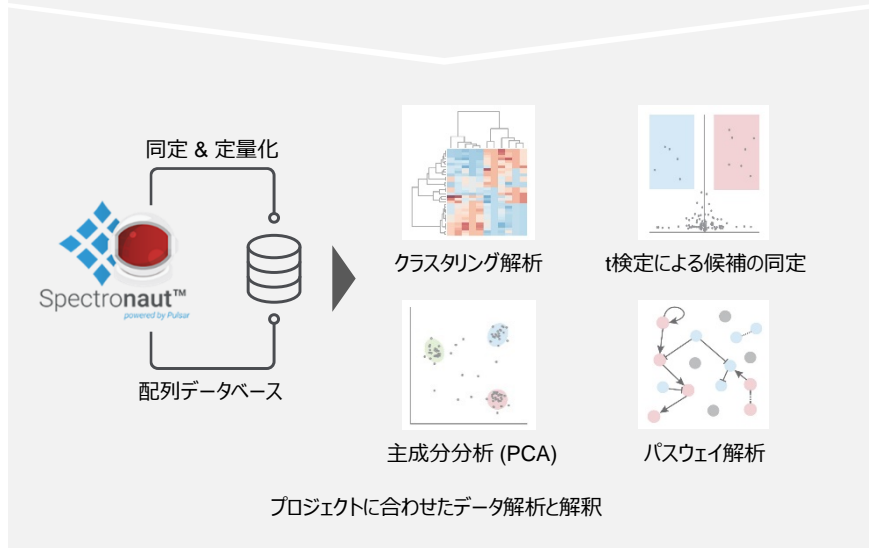 同定 & 定量化
Spectronaut™
powered by Pulsar
配列データベース
クラスタリング解析
t検定による候補の同定
主成分分析 (PCA)
パスウェイ解析
プロジェクトに合わせたデータ解析と解釈